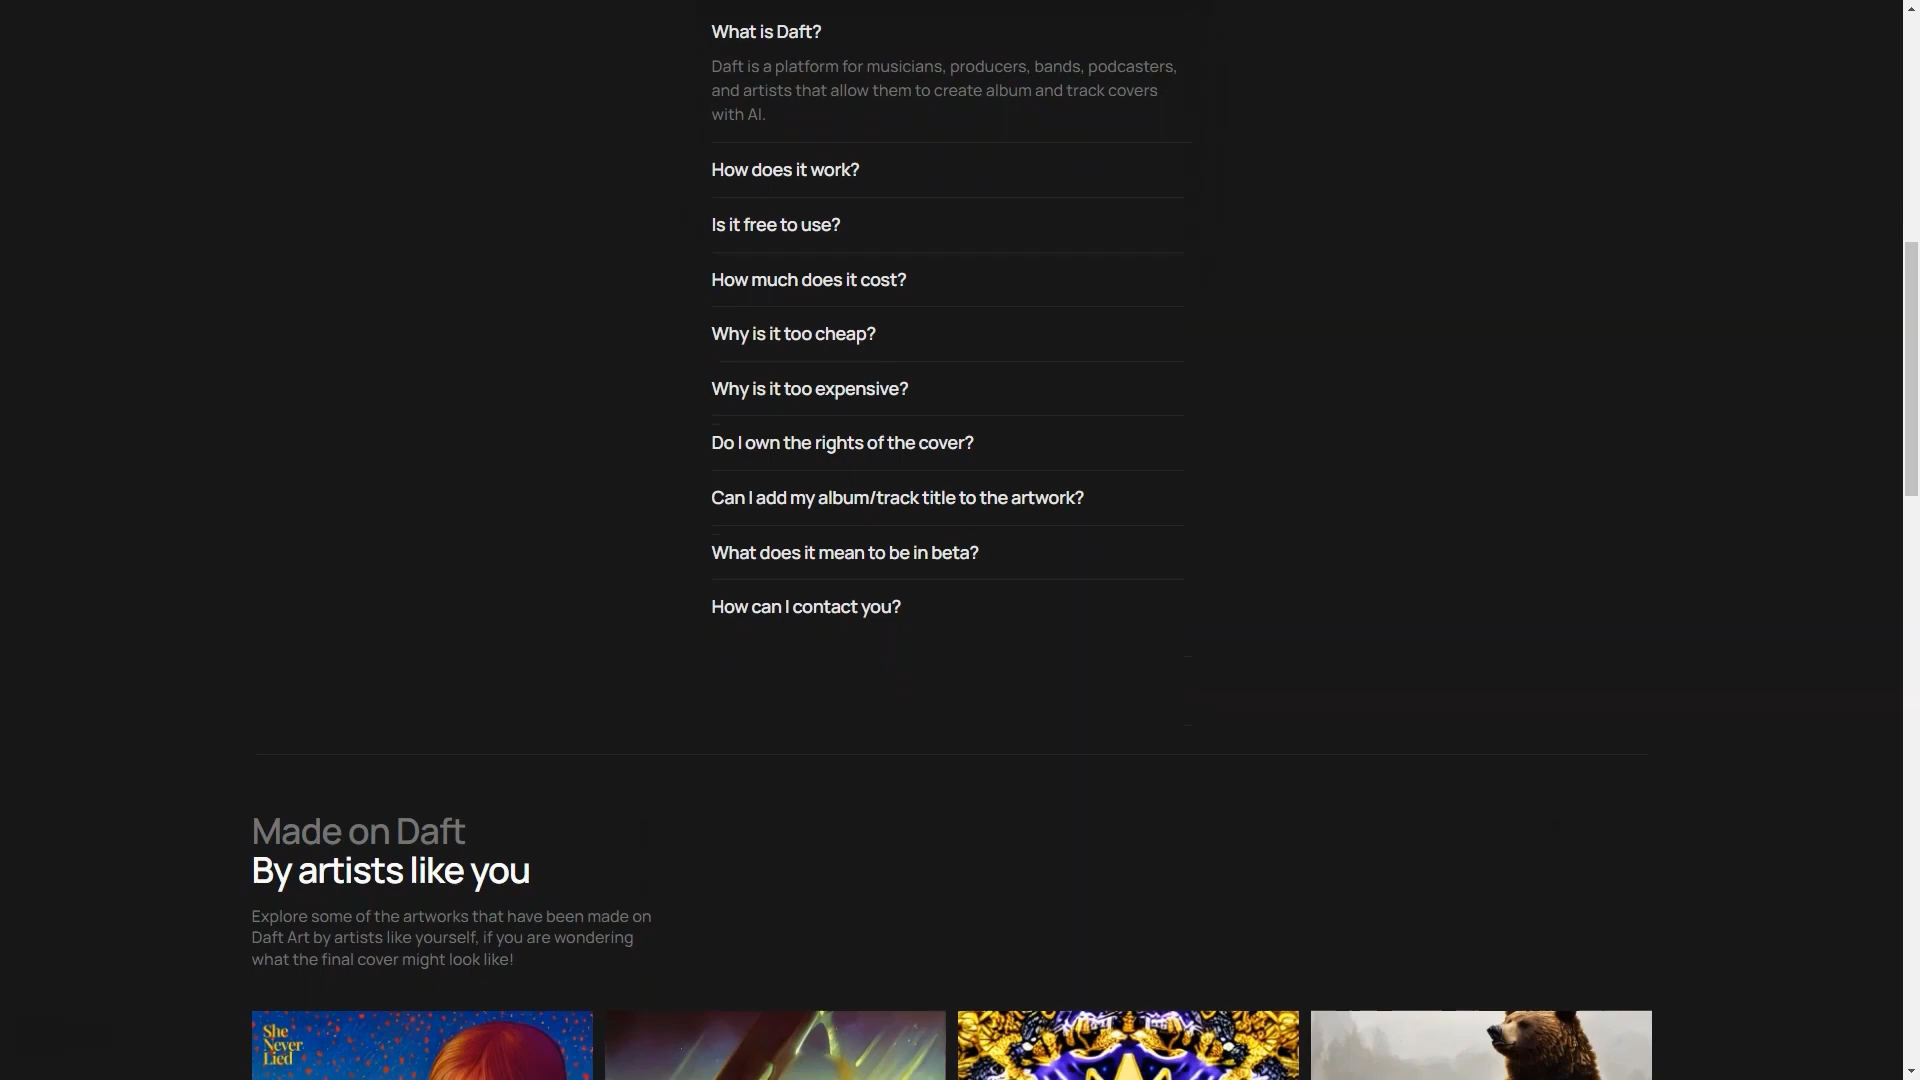 What is Daft?
Daft is a platform for musicians, producers, bands, podcasters,
and artists that allow them to create album and track covers
with AI.
How does it work?
Is it free to use?
How much does it cost?
Why is it too cheap?
Why is it too expensive?
Do I own the rights of the cover?
Can I add my album/track title to the artwork?
What does it mean to be in beta?
How can I contact you?
Made on Daft
By artists like you
Explore some of the artworks that have been made on
Daft Art by artists like yourself, if you are wondering
what the final cover might look like!
She
Never
Lied